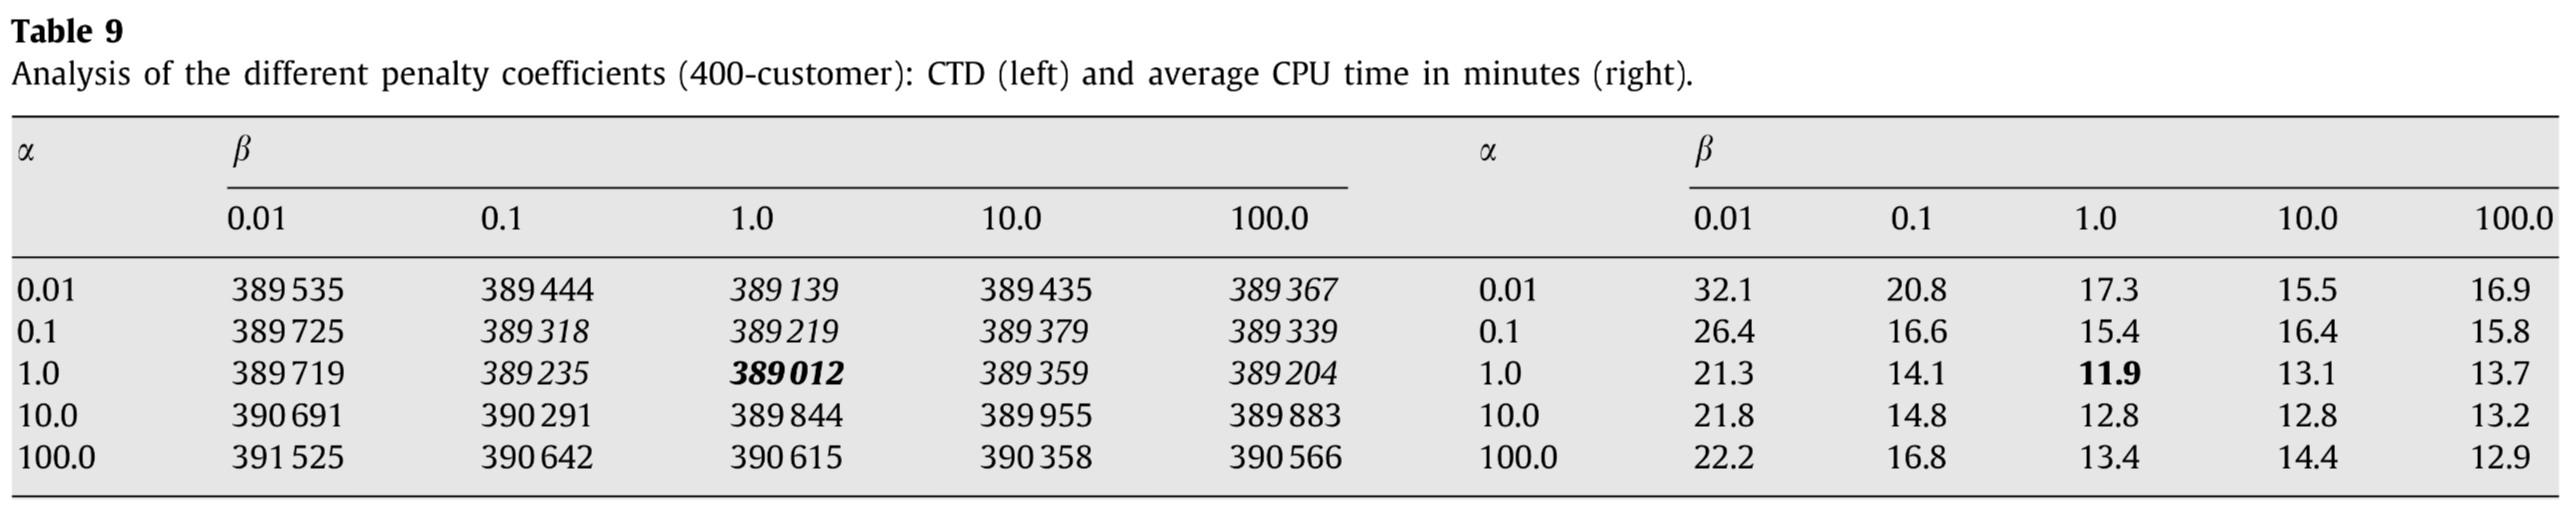 Table 9
Analysis of the different penalty coefficients (400-customer): CTD (left) and average CPU time in minutes (right).
α β α β
0.01 0.1 1.0 10.0 100.0 0.01 0.1 1.0 10.0 100.0
0.01 389 535 389 444 389 139 389 435 389 367 0.01 32.1 20.8 17.3 15.5 16.9
0.1 389 725 389 318 389 219 389 379 389 339 0.1 26.4 16.6 15.4 16.4 15.8
1.0 389 719 389 235 389 012 389 359 389 204 1.0 21.3 14.1 11.9 13.1 13.7
10.0 390 691 390 291 389 844 389 955 389 883 10.0 21.8 14.8 12.8 12.8 13.2
100.0 391 525 390 642 390 615 390 358 390 566 100.0 22.2 16.8 13.4 14.4 12.9